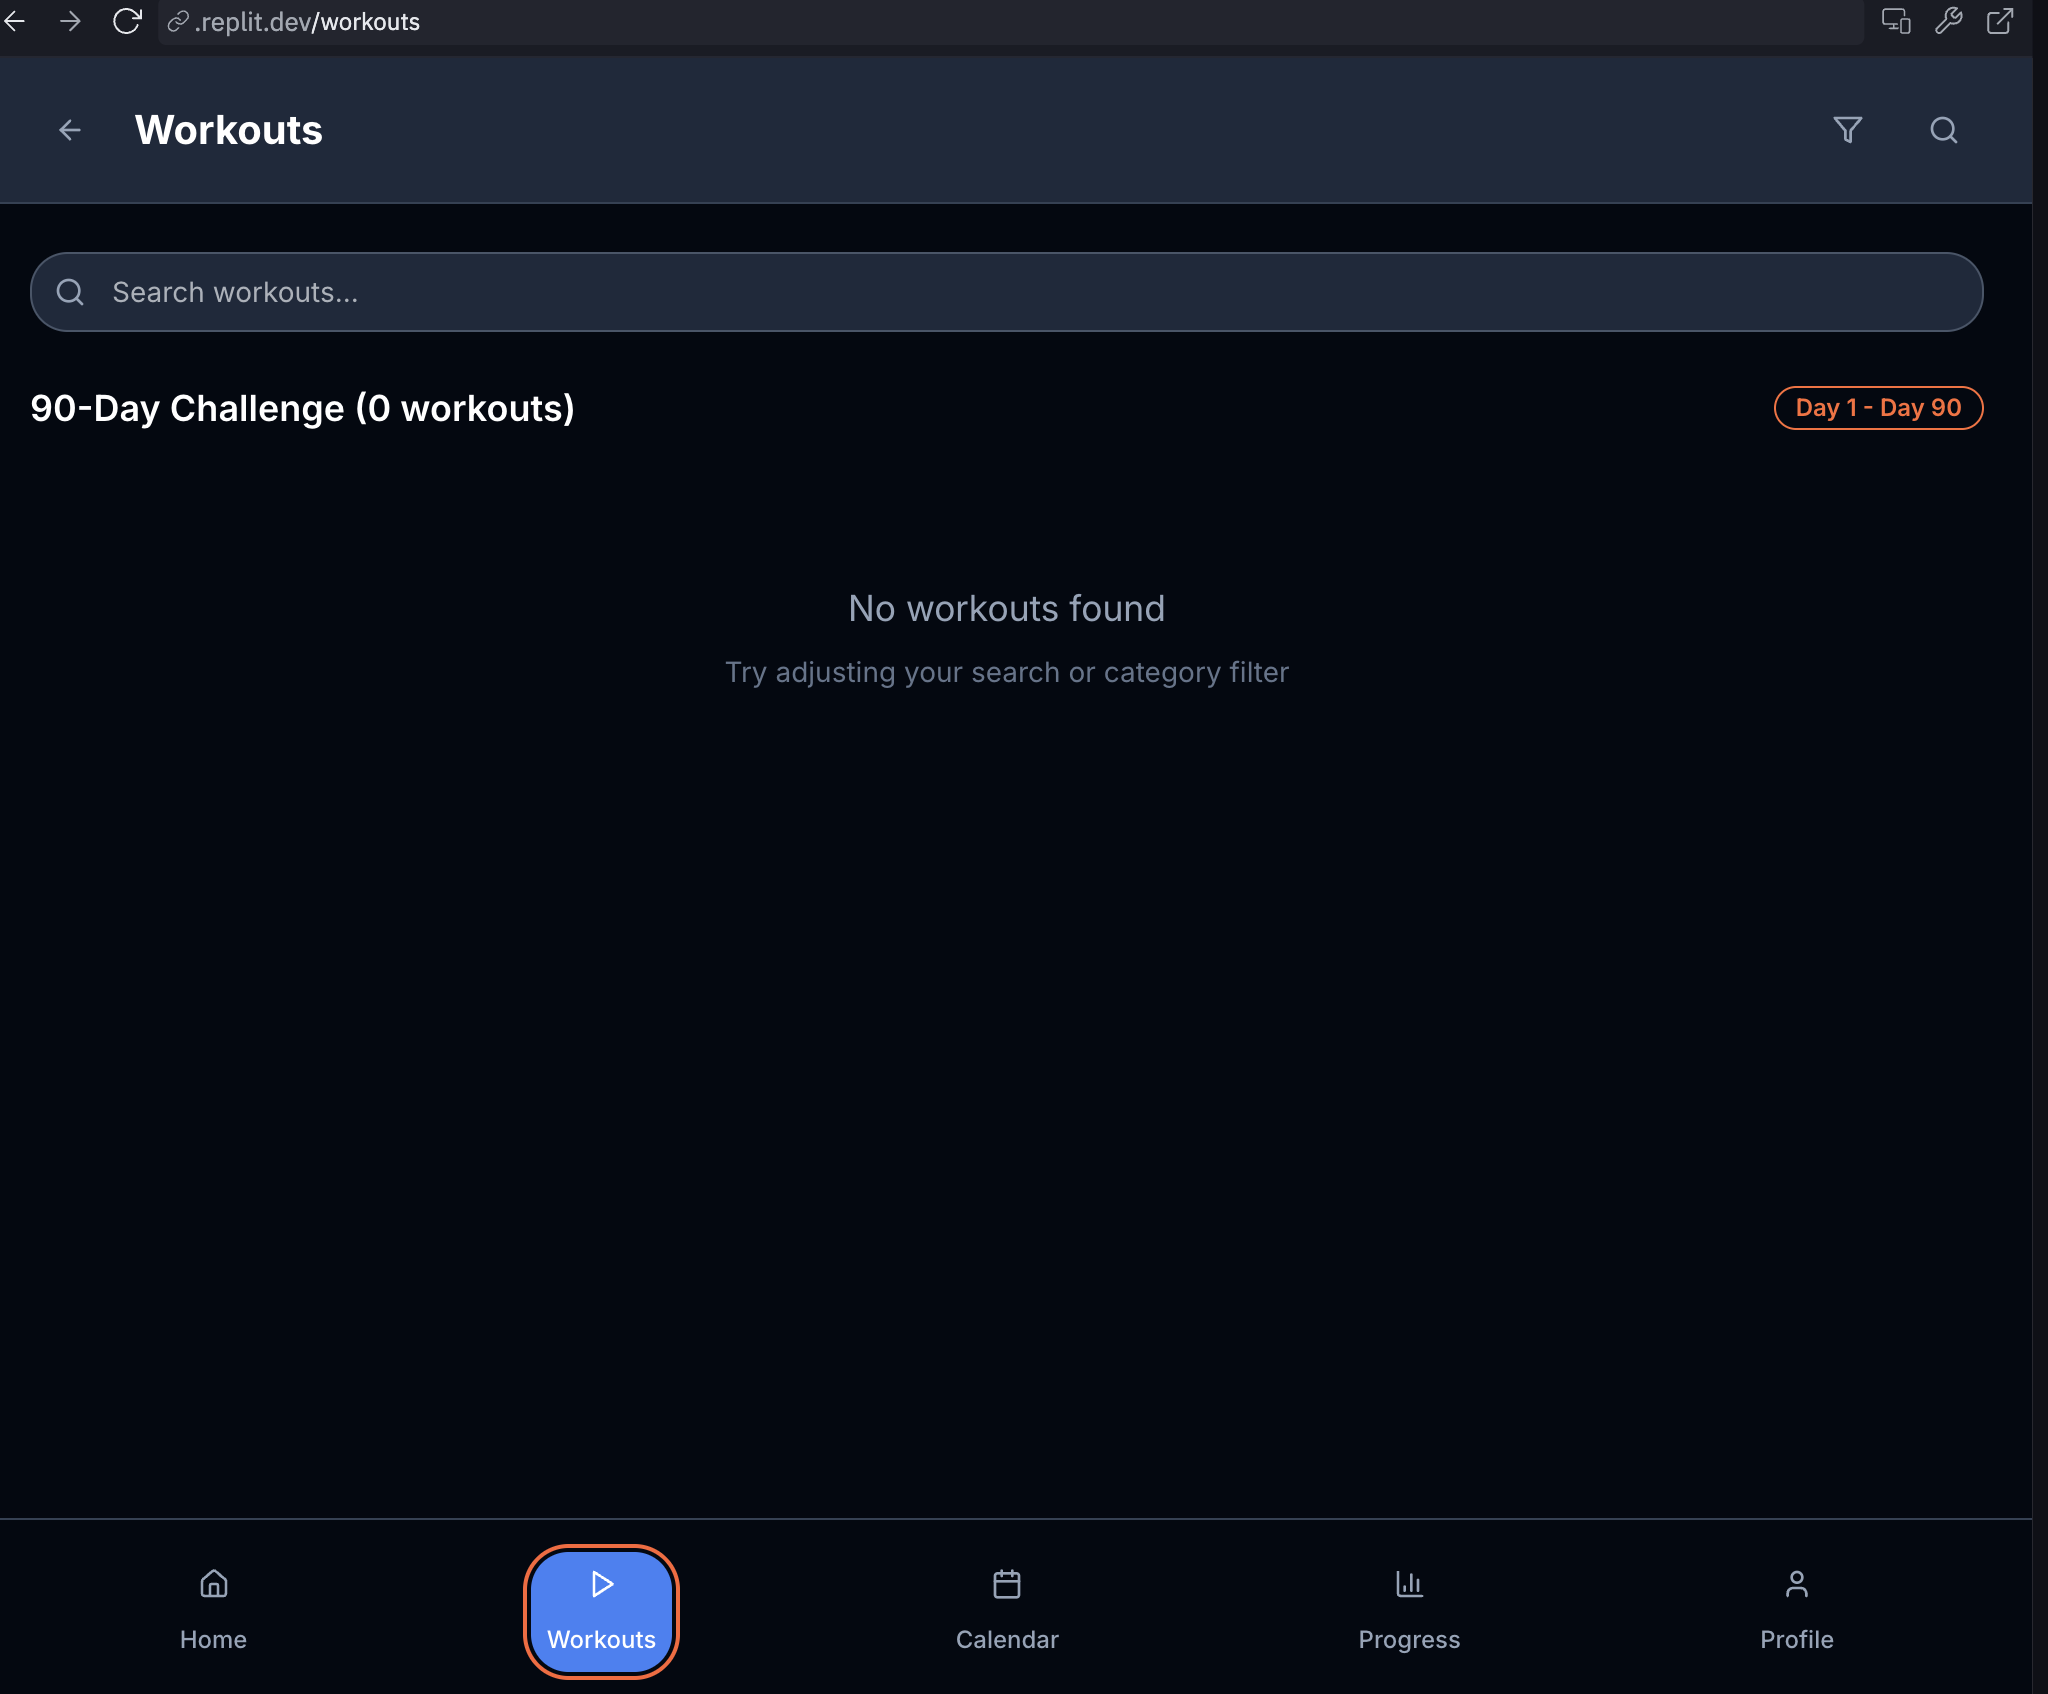 .replit.dev/workouts
Workouts
Search workouts...
90-Day Challenge (0 workouts)
Day 1 - Day 90
No workouts found
Try adjusting your search or category filter
Home
Workouts
Calendar
Progress
Profile